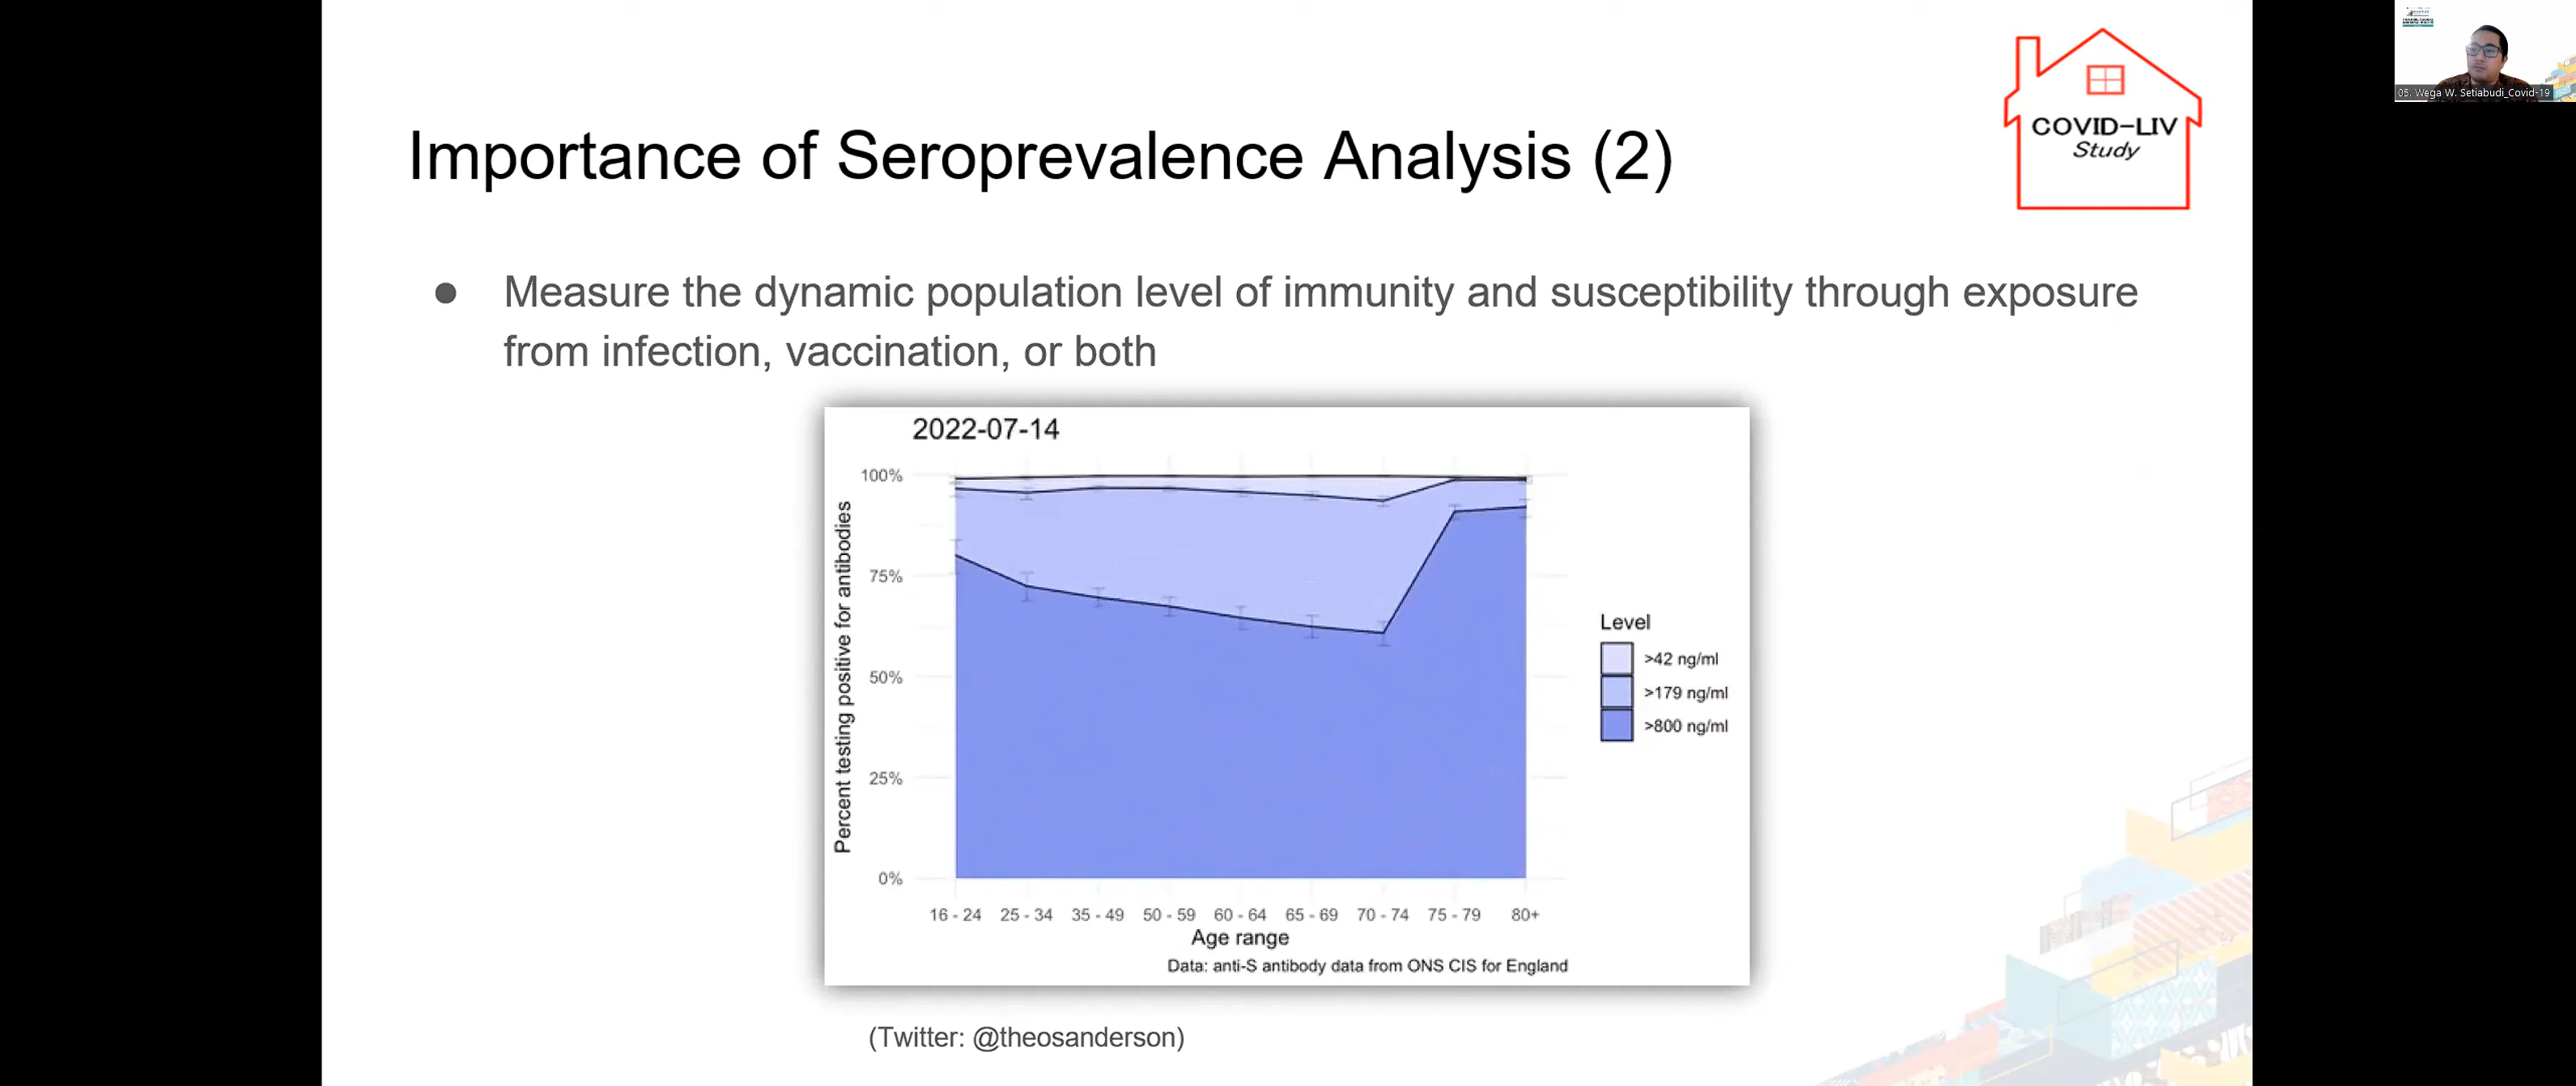 Importance of Seroprevalence Analysis (2)
COVID-LIV
Study
05. Wega W. Setiabudi_Covid-19
● Measure the dynamic population level of immunity and susceptibility through exposure
from infection, vaccination, or both
2022-07-14
Percent testing positive for antibodies
100%
75%
50%
25%
0%
16 - 24 25 - 34 35 - 49 50 - 59 60 - 64 65 - 69 70 - 74 75 - 79 80+
Age range
Level
>42 ng/ml
>179 ng/ml
>800 ng/ml
Data: anti-S antibody data from ONS CIS for England
(Twitter: @theosanderson)